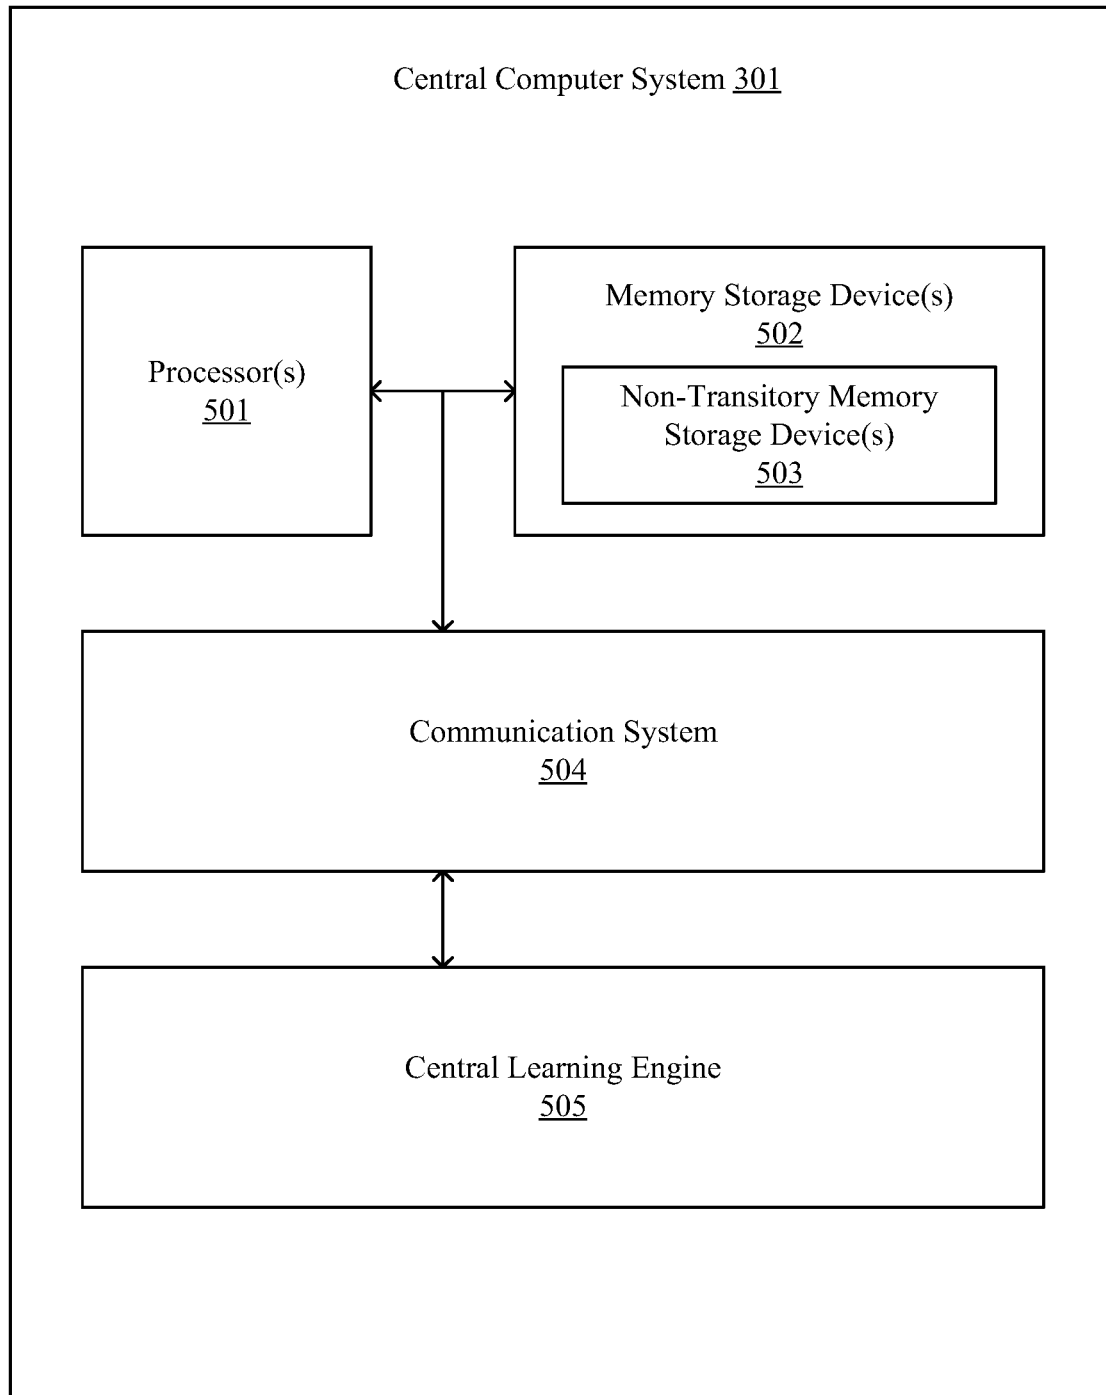 Central Computer System 301
Processor(s)
501
Memory Storage Device(s)
502
Non-Transitory Memory
Storage Device(s)
503
Communication System
504
Central Learning Engine
505